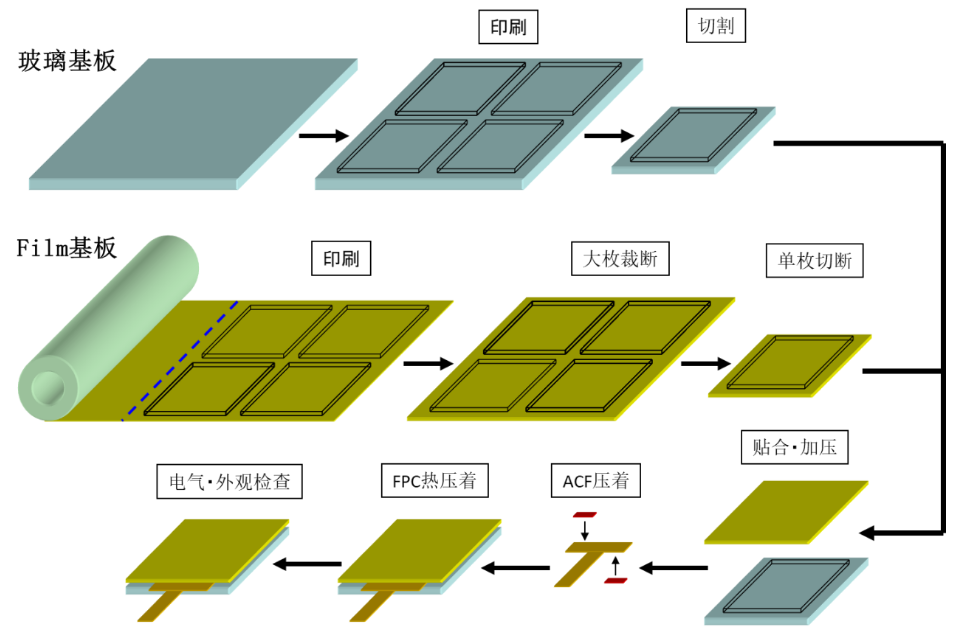 印刷
切割
玻璃基板
Film基板
印刷
大枚裁断
单枚切断
贴合·加压
电气·外观检查
FPC热压着
ACF压着